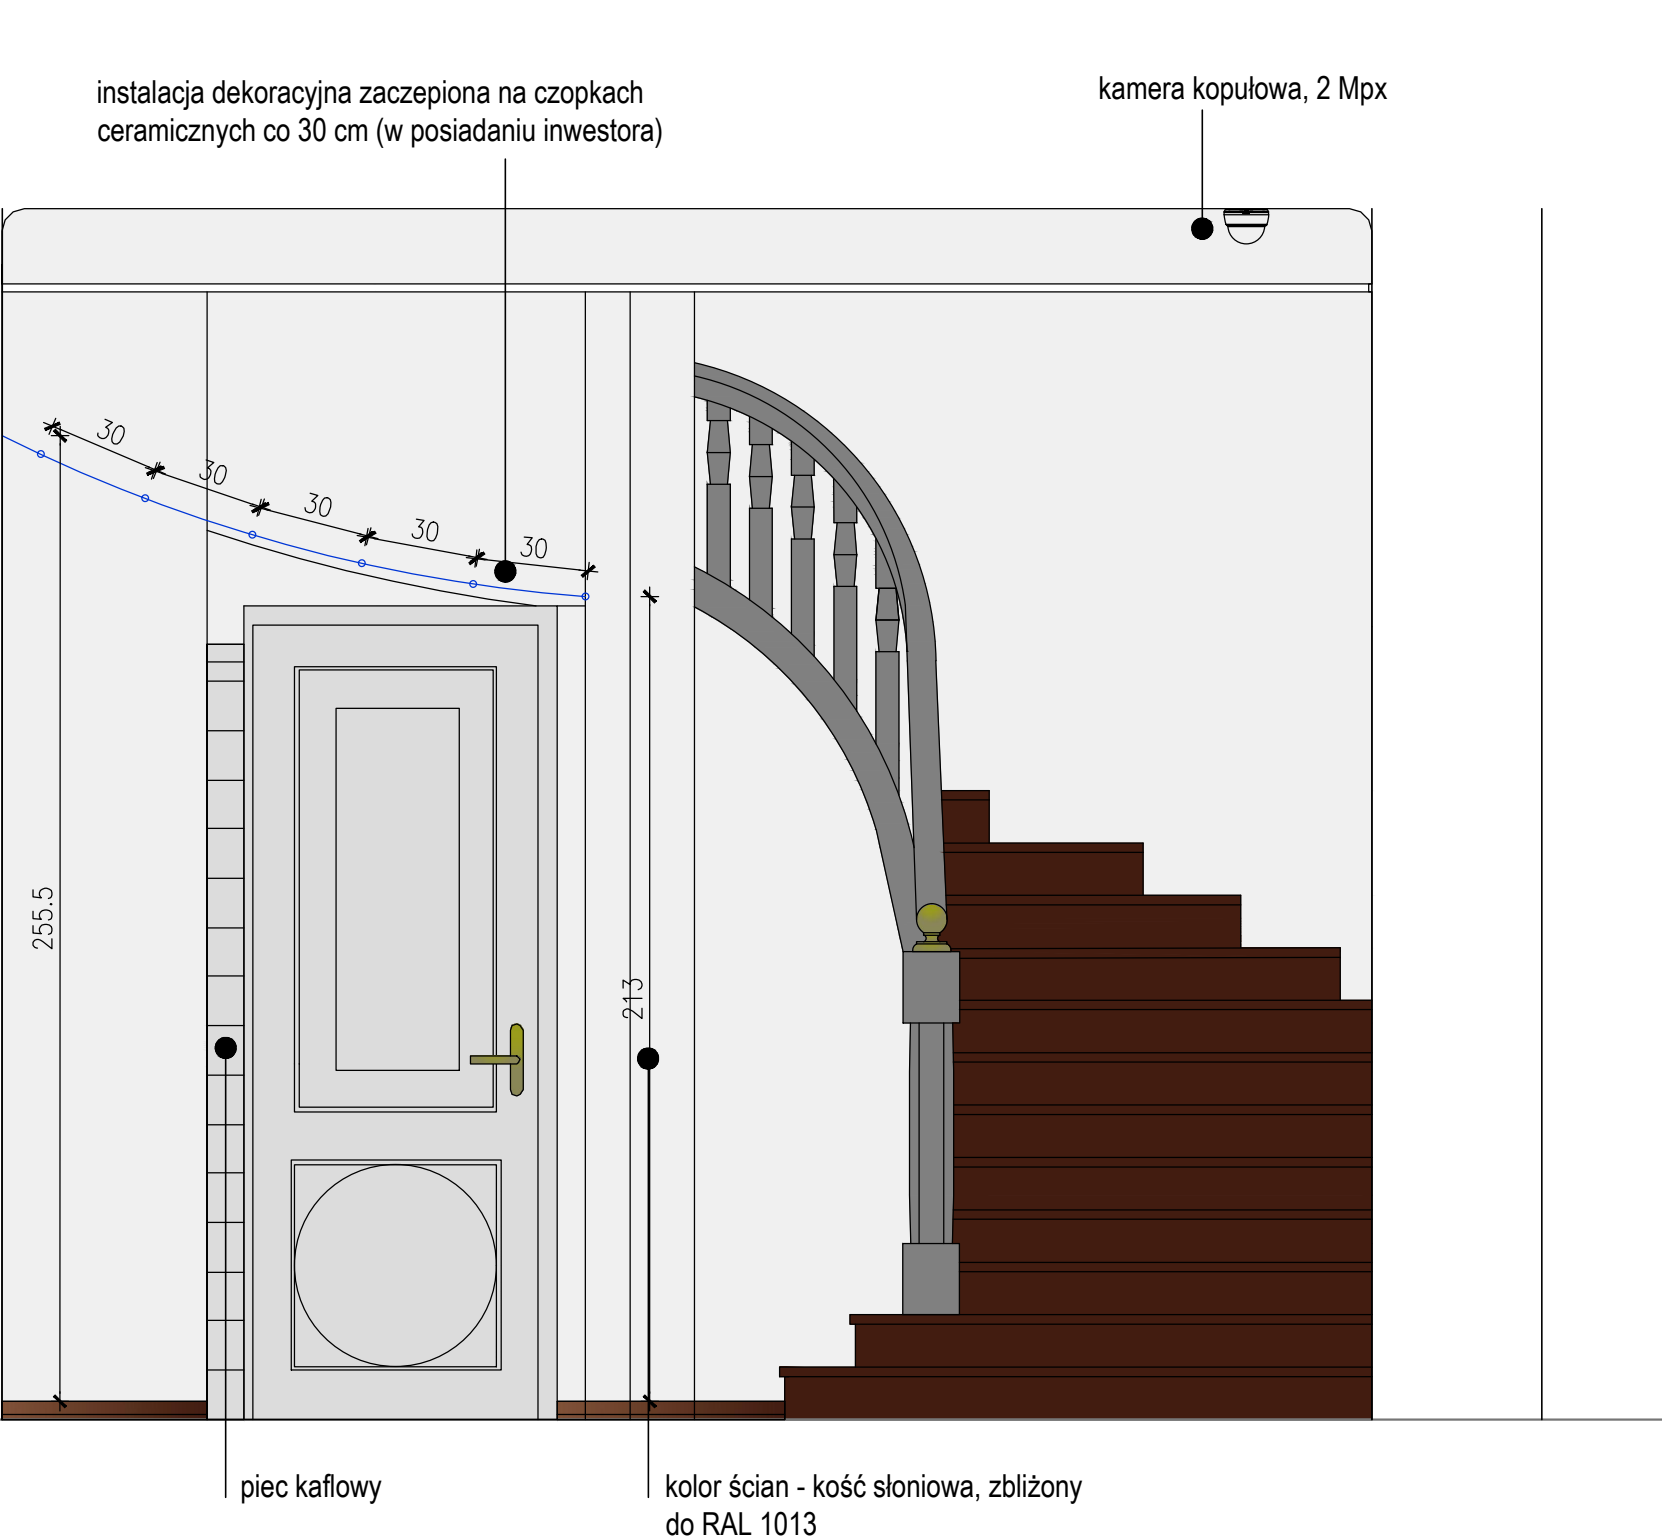 instalacja dekoracyjna zaczepiona na czopkach
ceramicznych co 30 cm (w posiadaniu inwestora)
kamera kopułowa, 2 Mpx
30
30
30
30
30
255.5
213
piec kaflowy
kolor ścian - kość słoniowa, zbliżony
do RAL 1013